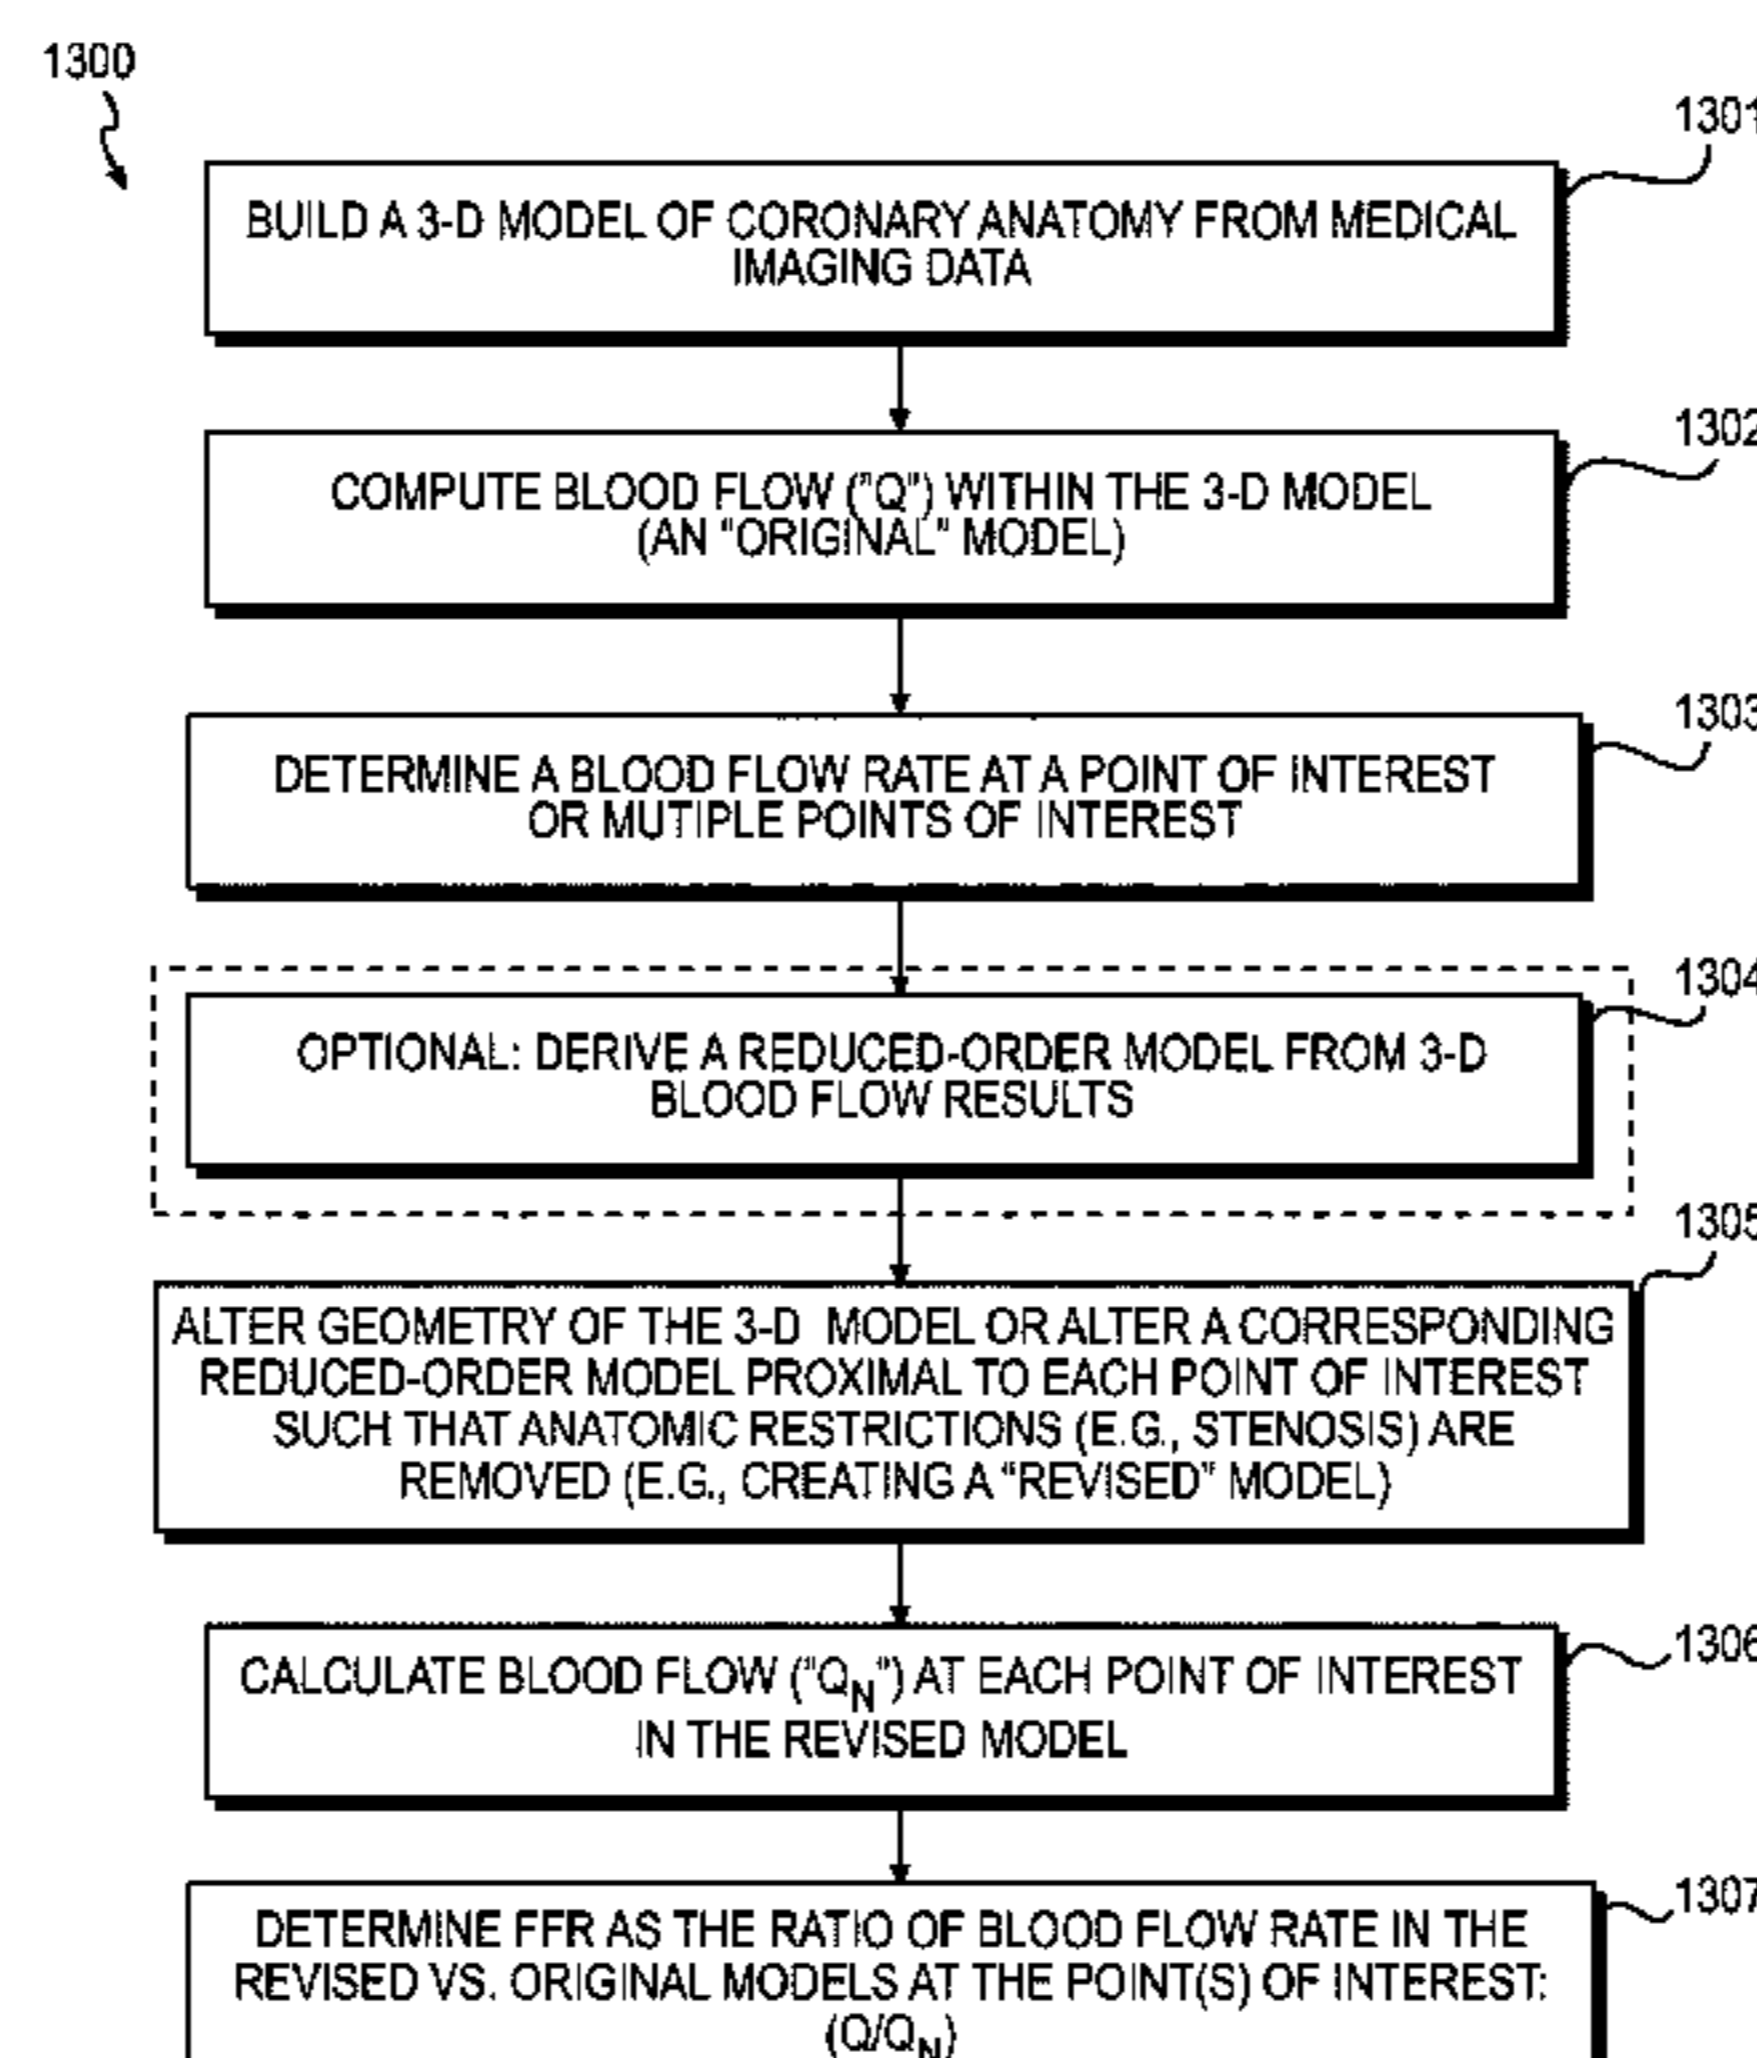 1300
1301
BUILD A 3-D MODEL OF CORONARY ANATOMY FROM MEDICAL
IMAGING DATA
1302
COMPUTE BLOOD FLOW ("Q") WITHIN THE 3-D MODEL
(AN "ORIGINAL" MODEL)
1303
DETERMINE A BLOOD FLOW RATE AT A POINT OF INTEREST
OR MUTIPLE POINTS OF INTEREST
1304
OPTIONAL: DERIVE A REDUCED-ORDER MODEL FROM 3-D
BLOOD FLOW RESULTS
1305
ALTER GEOMETRY OF THE 3-D MODEL OR ALTER A CORRESPONDING
REDUCED-ORDER MODEL PROXIMAL TO EACH POINT OF INTEREST
SUCH THAT ANATOMIC RESTRICTIONS (E.G., STENOSIS) ARE
REMOVED (E.G., CREATING A "REVISED" MODEL)
1306
CALCULATE BLOOD FLOW ("QN") AT EACH POINT OF INTEREST
IN THE REVISED MODEL
1307
DETERMINE FFR AS THE RATIO OF BLOOD FLOW RATE IN THE
REVISED VS. ORIGINAL MODELS AT THE POINT(S) OF INTEREST:
(Q/QN)